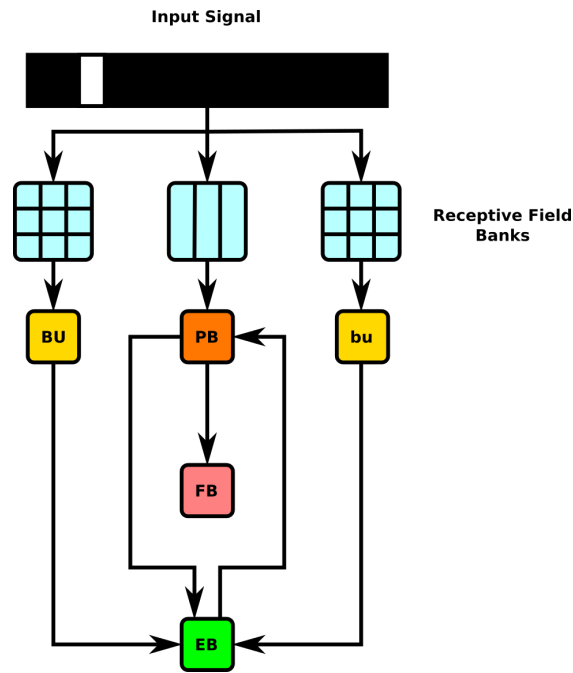 Input Signal
Receptive Field
Banks
BU
PB
bu
FB
EB